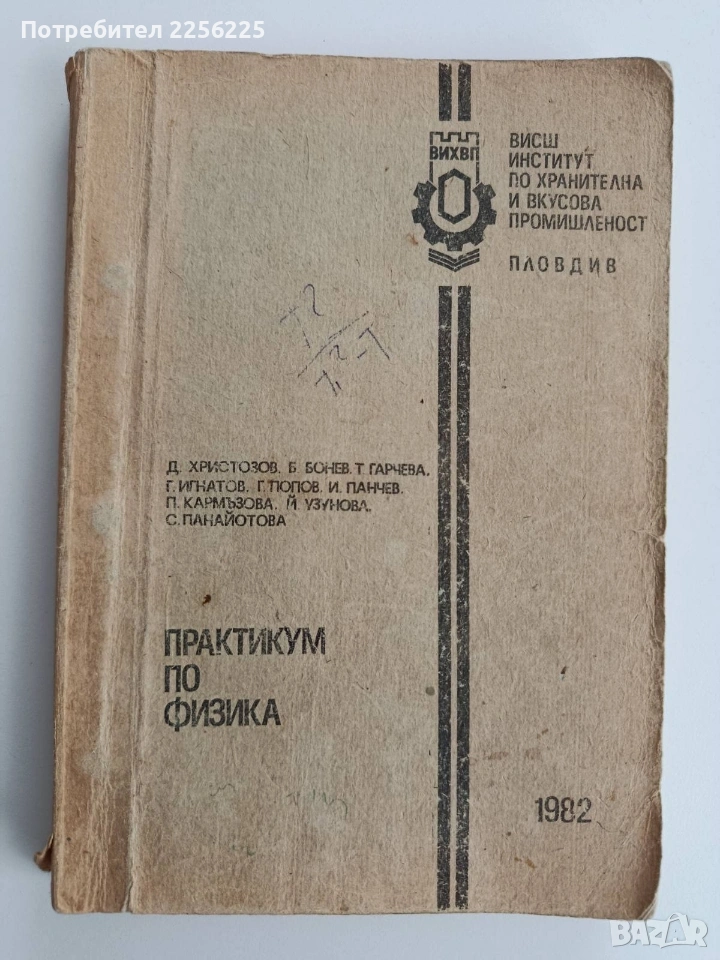 Потребител 2256225
ВИХВП
ВИСШ
ИНСТИТУТ
ПО ХРАНИТЕЛНА
И ВКУСОВА
ПРОМИШЛЕНОСТ
ПЛОВДИВ
Д. ХРИСТОЗОВ, Б. БОНЕВ, Т. ГАРЧЕВА,
Г. ИГНАТОВ, Г. ПОПОВ, И. ПАНЧЕВ,
П. КАРМЪЗОВА, Й. УЗУНОВА,
С. ПАНАЙОТОВА
ПРАКТИКУМ
ПО
ФИЗИКА
1982
BAZAR